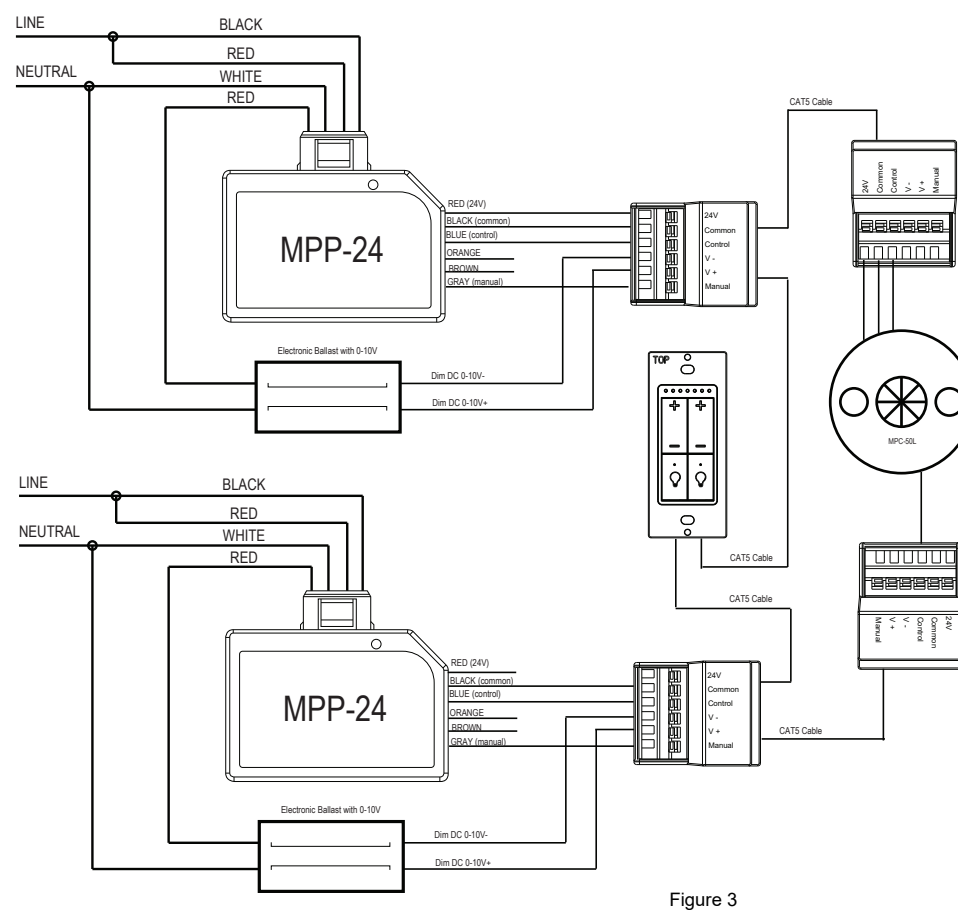 LINE
BLACK
RED
NEUTRAL
WHITE
RED
MPP-24
RED (24V)
BLACK (common)
BLUE (control)
ORANGE
BROWN
GRAY (manual)
24V
Common
Control
V -
V +
Manual
CAT5 Cable
24V
Common
Control
V -
V +
Manual
Electronic Ballast with 0-10V
Dim DC 0-10V-
Dim DC 0-10V+
TOP
MPC-50L
CAT5 Cable
CAT5 Cable
LINE
BLACK
RED
NEUTRAL
WHITE
RED
MPP-24
RED (24V)
BLACK (common)
BLUE (control)
ORANGE
BROWN
GRAY (manual)
24V
Common
Control
V -
V +
Manual
Manual
V +
V -
Control
Common
24V
CAT5 Cable
Electronic Ballast with 0-10V
Dim DC 0-10V-
Dim DC 0-10V+
Figure 3